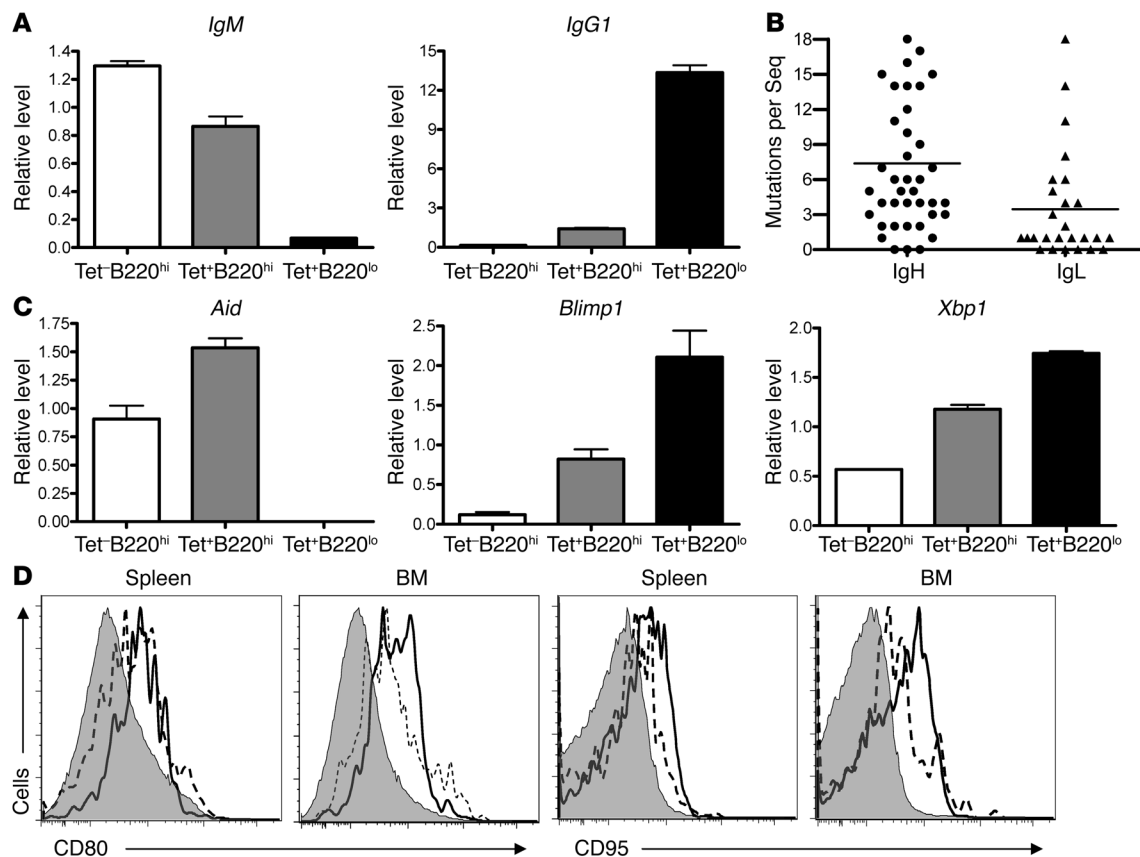 A
IgM
Relative level
1.4
1.2
1.0
0.8
0.6
0.4
0.2
0.0
Tet⁻B220ʰⁱ
Tet⁺B220ʰⁱ
Tet⁺B220ˡᵒ
IgG1
Relative level
15
12
9
6
3
0
Tet⁻B220ʰⁱ
Tet⁺B220ʰⁱ
Tet⁺B220ˡᵒ
B
Mutations per Seq
18
15
12
9
6
3
0
IgH
IgL
C
Aid
Relative level
1.75
1.50
1.25
1.00
0.75
0.50
0.25
0.00
Tet⁻B220ʰⁱ
Tet⁺B220ʰⁱ
Tet⁺B220ˡᵒ
Blimp1
Relative level
2.5
2.0
1.5
1.0
0.5
0.0
Tet⁻B220ʰⁱ
Tet⁺B220ʰⁱ
Tet⁺B220ˡᵒ
Xbp1
Relative level
2.0
1.5
1.0
0.5
0.0
Tet⁻B220ʰⁱ
Tet⁺B220ʰⁱ
Tet⁺B220ˡᵒ
D
Spleen
BM
Spleen
BM
Cells
CD80
CD95